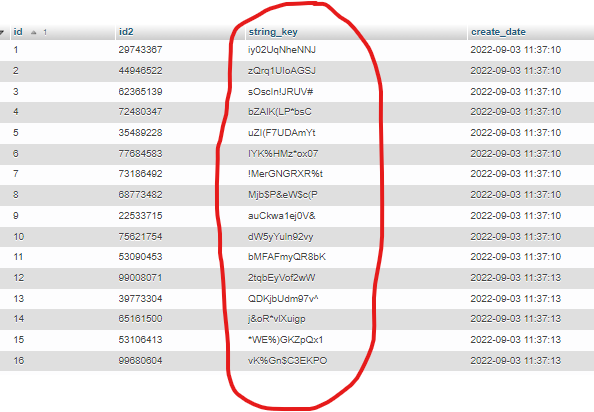 id 1 id2 string_key create_date
1 29743367 iy02UqNheNNJ 2022-09-03 11:37:10
2 44946522 zQrq1UIoAGSJ 2022-09-03 11:37:10
3 62365139 sOscIn!JRUV# 2022-09-03 11:37:10
4 72480347 bZAIK(LP*bsC 2022-09-03 11:37:10
5 35489228 uZI(F7UDAmYt 2022-09-03 11:37:10
6 77684583 IYK%HMz*ox07 2022-09-03 11:37:10
7 73186492 !MerGNGRXR%t 2022-09-03 11:37:10
8 68773482 Mjb$P&eW$c(P 2022-09-03 11:37:10
9 22533715 auCkwa1ej0V& 2022-09-03 11:37:10
10 75621754 dW5yYuln92vy 2022-09-03 11:37:10
11 53090453 bMFAFmyQR8bK 2022-09-03 11:37:10
12 99008071 2tqbEyVof2wW 2022-09-03 11:37:13
13 39773304 QDKjbUdm97v^ 2022-09-03 11:37:13
14 65161500 j&oR*vlXuigp 2022-09-03 11:37:13
15 53106413 *WE%)GKZpQx1 2022-09-03 11:37:13
16 99680604 vK%Gn$C3EKPO 2022-09-03 11:37:13